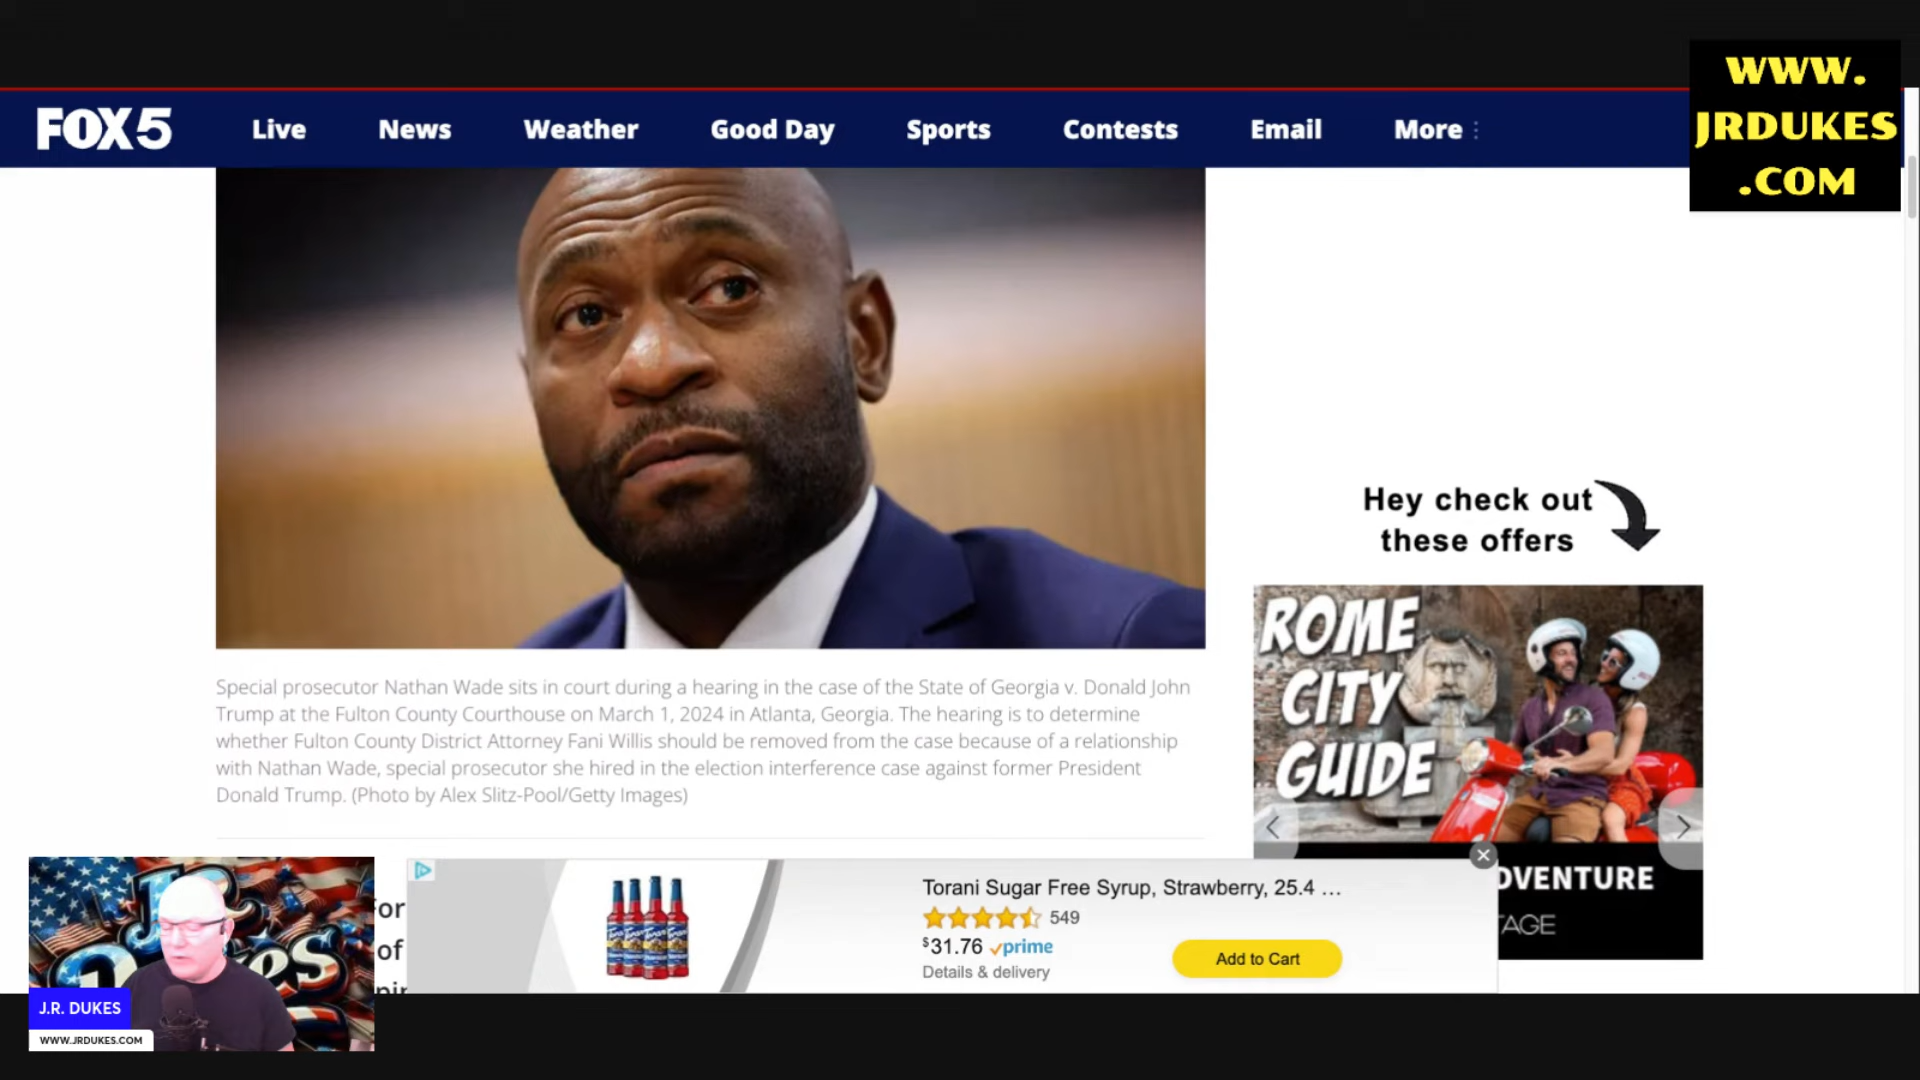 WWW.
JRDUKES
.COM
FOX 5
Live
News
Weather
Good Day
Sports
Contests
Email
More
Hey check out
these offers
ROME
CITY
GUIDE
Special prosecutor Nathan Wade sits in court during a hearing in the case of the State of Georgia v. Donald John
Trump at the Fulton County Courthouse on March 1, 2024 in Atlanta, Georgia. The hearing is to determine
whether Fulton County District Attorney Fani Willis should be removed from the case because of a relationship
with Nathan Wade, special prosecutor she hired in the election interference case against former President
Donald Trump. (Photo by Alex Slitz-Pool/Getty Images)
of
Torani Sugar Free Syrup, Strawberry, 25.4 ...
549
$31.76 prime
Details & delivery
Add to Cart
DVENTURE
TAGE
JR
Dukes
J.R. DUKES
WWW.JRDUKES.COM